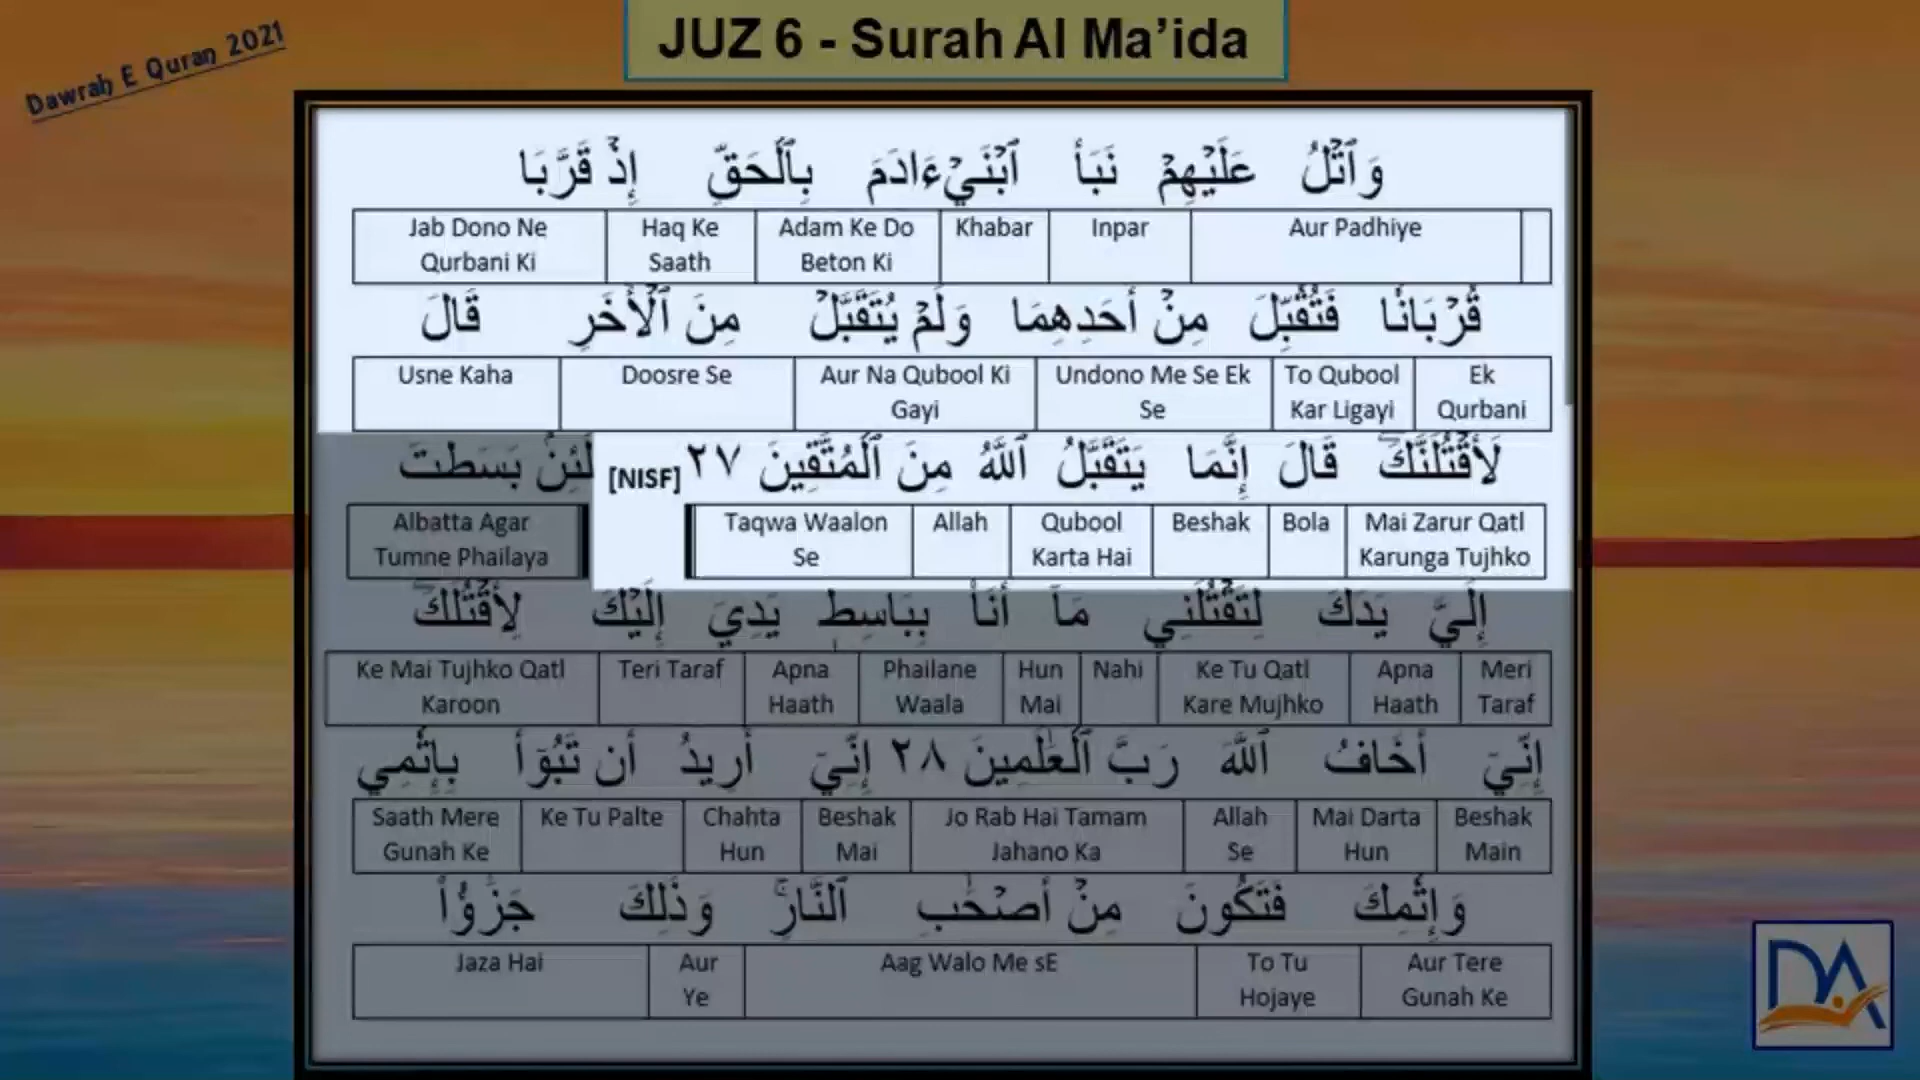 JUZ 6 - Surah Al Ma’ida
Dawrah E Quran 2021
وَٱتۡلُ عَلَيۡهِمۡ نَبَأَ ٱبۡنَيۡ ءَادَمَ بِٱلۡحَقِّ إِذۡ قَرَّبَا
Jab Dono Ne Qurbani Ki | Haq Ke Saath | Adam Ke Do Beton Ki | Khabar | Inpar | Aur Padhiye
قُرۡبَانٗا فَتُقُبِّلَ مِنۡ أَحَدِهِمَا وَلَمۡ يُتَقَبَّلۡ مِنَ ٱلۡأٓخَرِ قَالَ
Usne Kaha | Doosre Se | Aur Na Qubool Ki Gayi | Undono Me Se Ek Se | To Qubool Kar Ligayi | Ek Qurbani
لَأَقۡتُلَنَّكَۖ قَالَ إِنَّمَا يَتَقَبَّلُ ٱللَّهُ مِنَ ٱلۡمُتَّقِينَ ٢٧ [NISF] لَئِنۢ بَسَطتَ
Albatta Agar Tumne Phailaya | Taqwa Waalon Se | Allah | Qubool Karta Hai | Beshak | Bola | Mai Zarur Qatl Karunga Tujhko
إِلَيَّ يَدَكَ لِتَقۡتُلَنِي مَآ أَنَا۠ بِبَاسِطٖ يَدِيَ إِلَيۡكَ لِأَقۡتُلَكَۖ
Ke Mai Tujhko Qatl Karoon | Teri Taraf | Apna Haath | Phailane Waala | Hun Mai | Nahi | Ke Tu Qatl Kare Mujhko | Apna Haath | Meri Taraf
إِنِّيٓ أَخَافُ ٱللَّهَ رَبَّ ٱلۡعَٰلَمِينَ ٢٨ إِنِّيٓ أُرِيدُ أَن تَبُوٓأَ بِإِثۡمِي
Saath Mere Gunah Ke | Ke Tu Palte | Chahta Hun | Beshak Mai | Jo Rab Hai Tamam Jahano Ka | Allah Se | Mai Darta Hun | Beshak Main
وَإِثۡمِكَ فَتَكُونَ مِنۡ أَصۡحَٰبِ ٱلنَّارِۚ وَذَٰلِكَ جَزَٰٓؤُاْ
Jaza Hai | Aur Ye | Aag Walo Me sE | To Tu Hojaye | Aur Tere Gunah Ke
DA